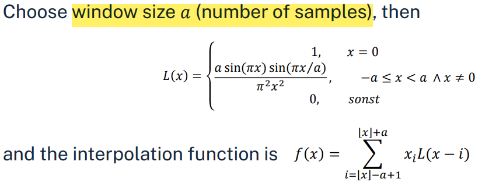 Choose window size a (number of samples), then
L(x) = { 1, x = 0
a sin(πx) sin(πx/a) / π²x², −a ≤ x < a ∧ x ≠ 0
0, sonst
and the interpolation function is f(x) = ∑_{i=⌊x⌋−a+1}^{⌊x⌋+a} x_i L(x − i)